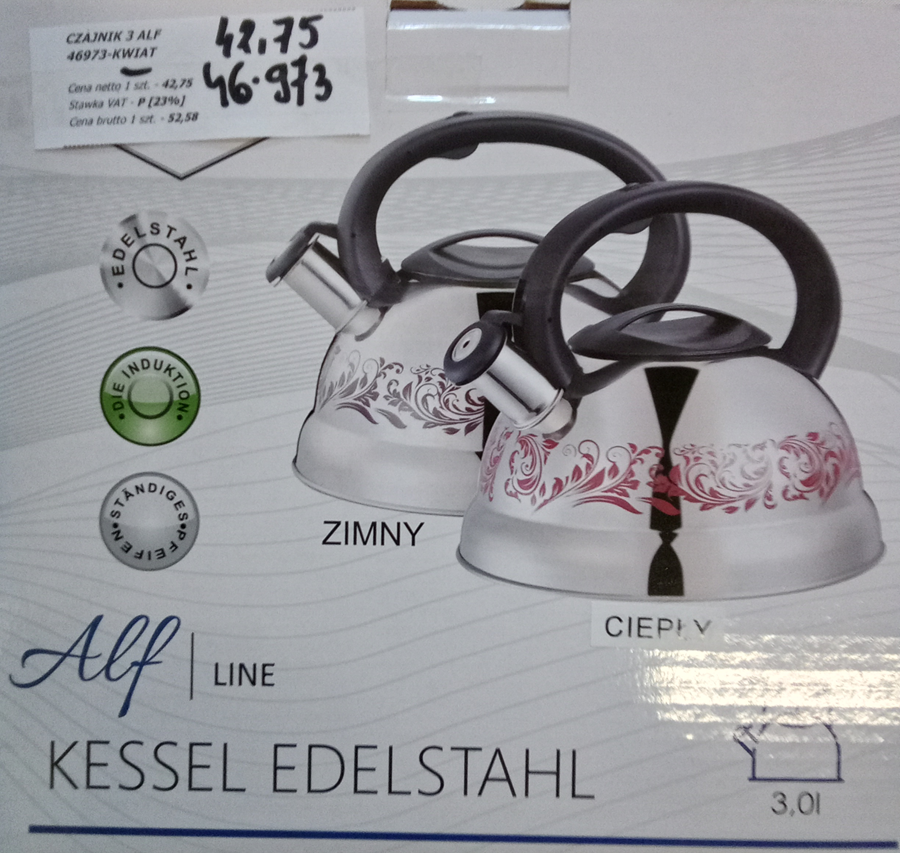 CZAJNIK 3 ALF
46973-KWIAT
Cena netto 1 szt. - 42,75
Stawka VAT - P [23%]
Cena brutto 1 szt. - 52,58
42,75
46.973
EDELSTAHL
DIE INDUKTION
STÄNDIGES PFEIFEN
ZIMNY
CIEPŁY
Alf LINE
KESSEL EDELSTAHL
3,0l